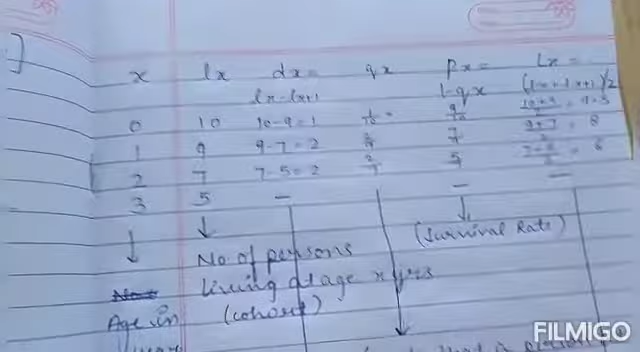 x lx dx= qx px= Lx=
lx-lx+1 1-qx (lx+lx+1)/2
0 10 10-9=1 1/10 9/10 10+9/2 = 9.5
1 9 9-7=2 2/9 7/9 9+7/2 = 8
2 7 7-5=2 2/7 5/7 7+5/2 = 6
3 5 - - -
No of persons (Survival Rate)
living at age x yrs
Age in (cohort)
years
FILMIGO